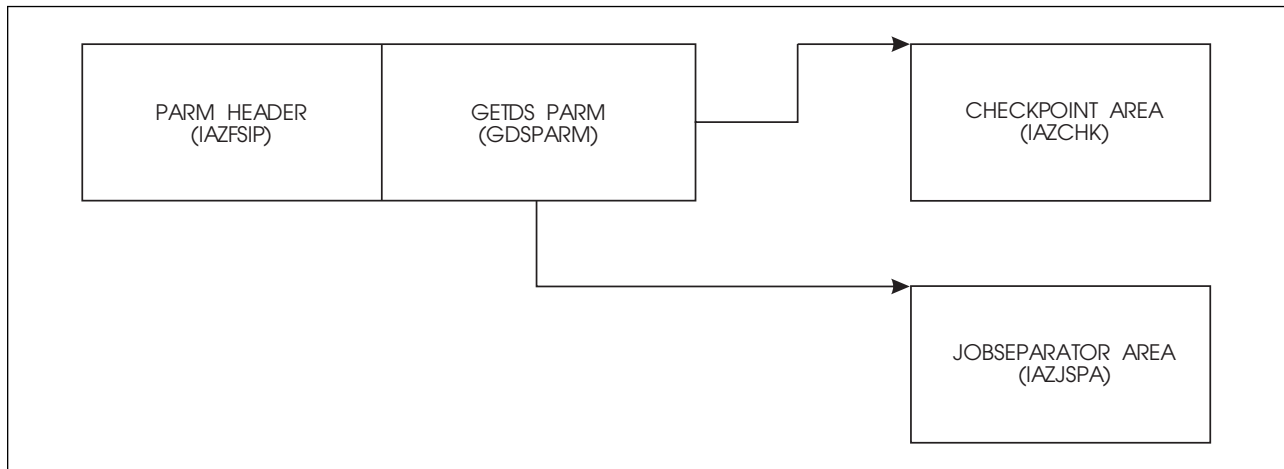 PARM HEADER
(IAZFSIP)
GETDS PARM
(GDSPARM)
CHECKPOINT AREA
(IAZCHK)
JOBSEPARATOR AREA
(IAZJSPA)